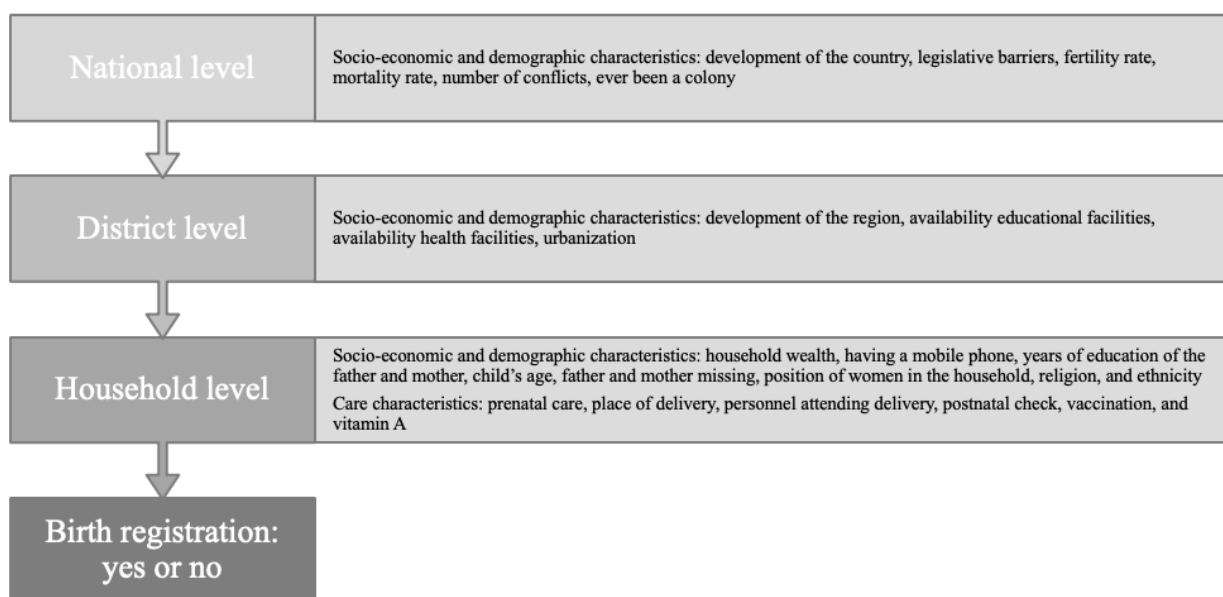 National level
Socio-economic and demographic characteristics: development of the country, legislative barriers, fertility rate,
mortality rate, number of conflicts, ever been a colony
District level
Socio-economic and demographic characteristics: development of the region, availability educational facilities,
availability health facilities, urbanization
Household level
Socio-economic and demographic characteristics: household wealth, having a mobile phone, years of education of the
father and mother, child’s age, father and mother missing, position of women in the household, religion, and ethnicity
Care characteristics: prenatal care, place of delivery, personnel attending delivery, postnatal check, vaccination, and
vitamin A
Birth registration:
yes or no